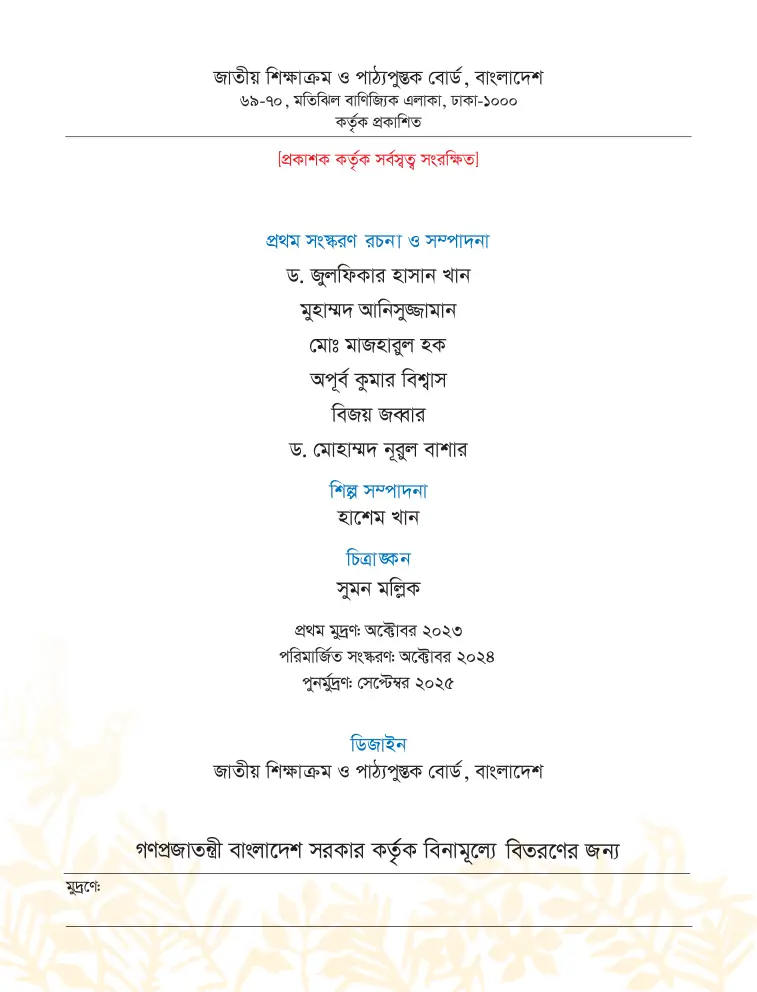 জাতীয় শিক্ষাক্রম ও পাঠ্যপুস্তক বোর্ড, বাংলাদেশ
৬৯-৭০, মতিঝিল বাণিজ্যিক এলাকা, ঢাকা-১০০০
কর্তৃক প্রকাশিত
[প্রকাশক কর্তৃক সর্বস্বত্ব সংরক্ষিত]
প্রথম সংস্করণ রচনা ও সম্পাদনা
ড. জুলফিকার হাসান খান
মুহাম্মদ আনিসুজ্জামান
মোঃ মাজহারুল হক
অপূর্ব কুমার বিশ্বাস
বিজয় জব্বার
ড. মোহাম্মদ নূরুল বাশার
শিল্প সম্পাদনা
হাশেম খান
চিত্রাঙ্কন
সুমন মল্লিক
প্রথম মুদ্রণ: অক্টোবর ২০২৩
পরিমার্জিত সংস্করণ: অক্টোবর ২০২৪
পুনর্মুদ্রণ: সেপ্টেম্বর ২০২৫
ডিজাইন
জাতীয় শিক্ষাক্রম ও পাঠ্যপুস্তক বোর্ড, বাংলাদেশ
গণপ্রজাতন্ত্রী বাংলাদেশ সরকার কর্তৃক বিনামূল্যে বিতরণের জন্য
মুদ্রণে: